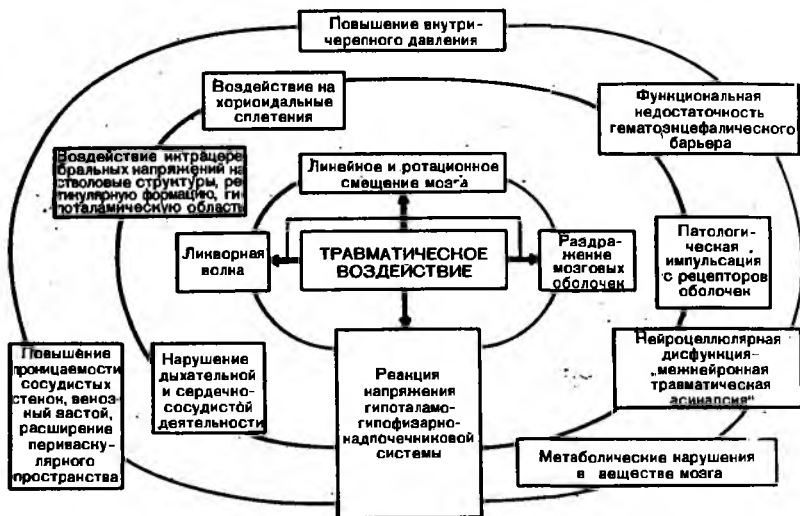 Повышение внутри-
черепного давления
Воздействие на
хориоидальные
сплетения
Функциональная
недостаточность
гематоэнцефалического
барьера
Воздействие интрацере
бральных напряжений на
стволовые структуры, ре
тикулярную формацию, ги
поталамическую область
Линейное и ротационное
смещение мозга
Ликворная
волна
ТРАВМАТИЧЕСКОЕ
ВОЗДЕЙСТВИЕ
Раздра-
жение
мозговых
оболочек
Патологи-
ческая
импульсация
с рецепторов
оболочек
Повышение
проницаемости
сосудистых
стенок, веноз
ный застой,
расширение
периваску-
лярного
пространства
Нарушение
дыхательной
и сердечно-
сосудистой
деятельности
Реакция
напряжения
гипоталамо-
гипофизарно-
надпочечниковой
системы
Нейроцеллюлярная
дисфункция-
„межнейронная
травматическая
асинапсия"
Метаболические нарушения
в веществе мозга